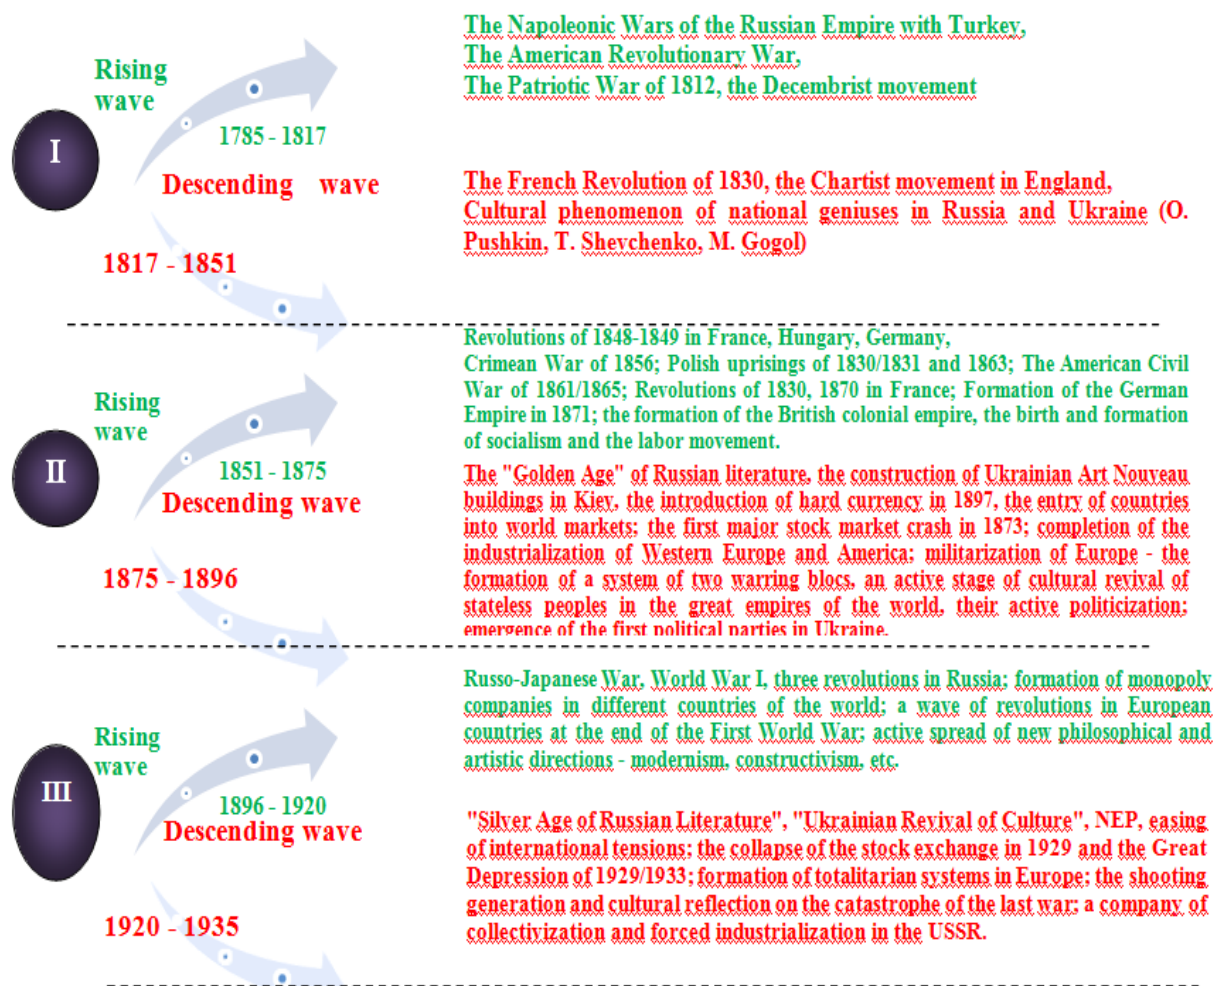 The Napoleonic Wars of the Russian Empire with Turkey,
The American Revolutionary War,
The Patriotic War of 1812, the Decembrist movement
Rising
wave
I
1785 - 1817
Descending wave
The French Revolution of 1830, the Chartist movement in England,
Cultural phenomenon of national geniuses in Russia and Ukraine (O.
Pushkin, T. Shevchenko, M. Gogol)
1817 - 1851
Revolutions of 1848-1849 in France, Hungary, Germany,
Crimean War of 1856; Polish uprisings of 1830/1831 and 1863; The American Civil
War of 1861/1865; Revolutions of 1830, 1870 in France; Formation of the German
Empire in 1871; the formation of the British colonial empire, the birth and formation
of socialism and the labor movement.
Rising
wave
II
1851 - 1875
Descending wave
The "Golden Age" of Russian literature, the construction of Ukrainian Art Nouveau
buildings in Kiev, the introduction of hard currency in 1897, the entry of countries
into world markets; the first major stock market crash in 1873; completion of the
industrialization of Western Europe and America; militarization of Europe - the
formation of a system of two warring blocs, an active stage of cultural revival of
stateless peoples in the great empires of the world, their active politicization;
emergence of the first political parties in Ukraine.
1875 - 1896
Russo-Japanese War, World War I, three revolutions in Russia; formation of monopoly
companies in different countries of the world; a wave of revolutions in European
countries at the end of the First World War; active spread of new philosophical and
artistic directions - modernism, constructivism, etc.
Rising
wave
III
1896 - 1920
Descending wave
"Silver Age of Russian Literature", "Ukrainian Revival of Culture", NEP, easing
of international tensions; the collapse of the stock exchange in 1929 and the Great
Depression of 1929/1933; formation of totalitarian systems in Europe; the shooting
generation and cultural reflection on the catastrophe of the last war; a company of
collectivization and forced industrialization in the USSR.
1920 - 1935